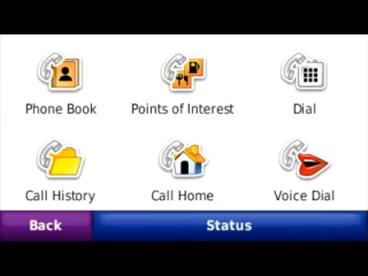 Phone Book Points of Interest Dial
Call History Call Home Voice Dial
Back Status